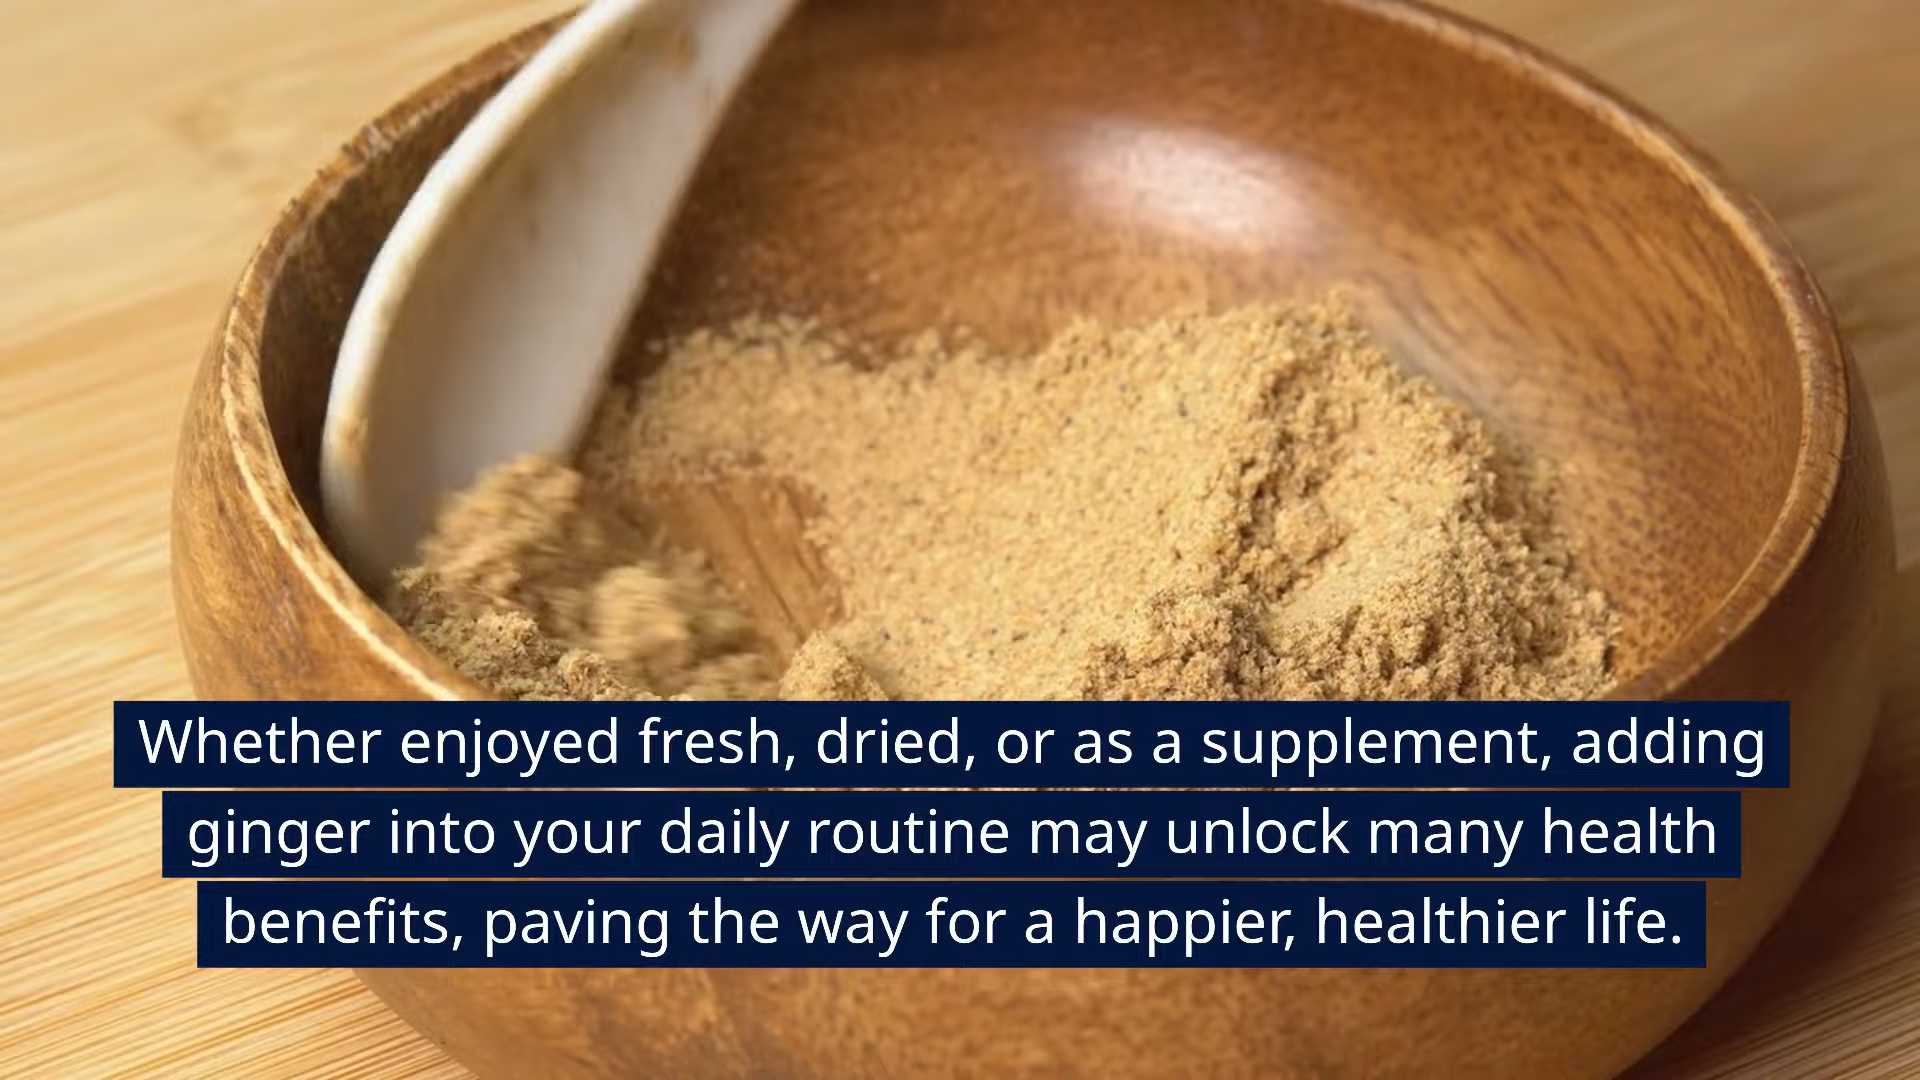 Whether enjoyed fresh, dried, or as a supplement, adding
ginger into your daily routine may unlock many health
benefits, paving the way for a happier, healthier life.